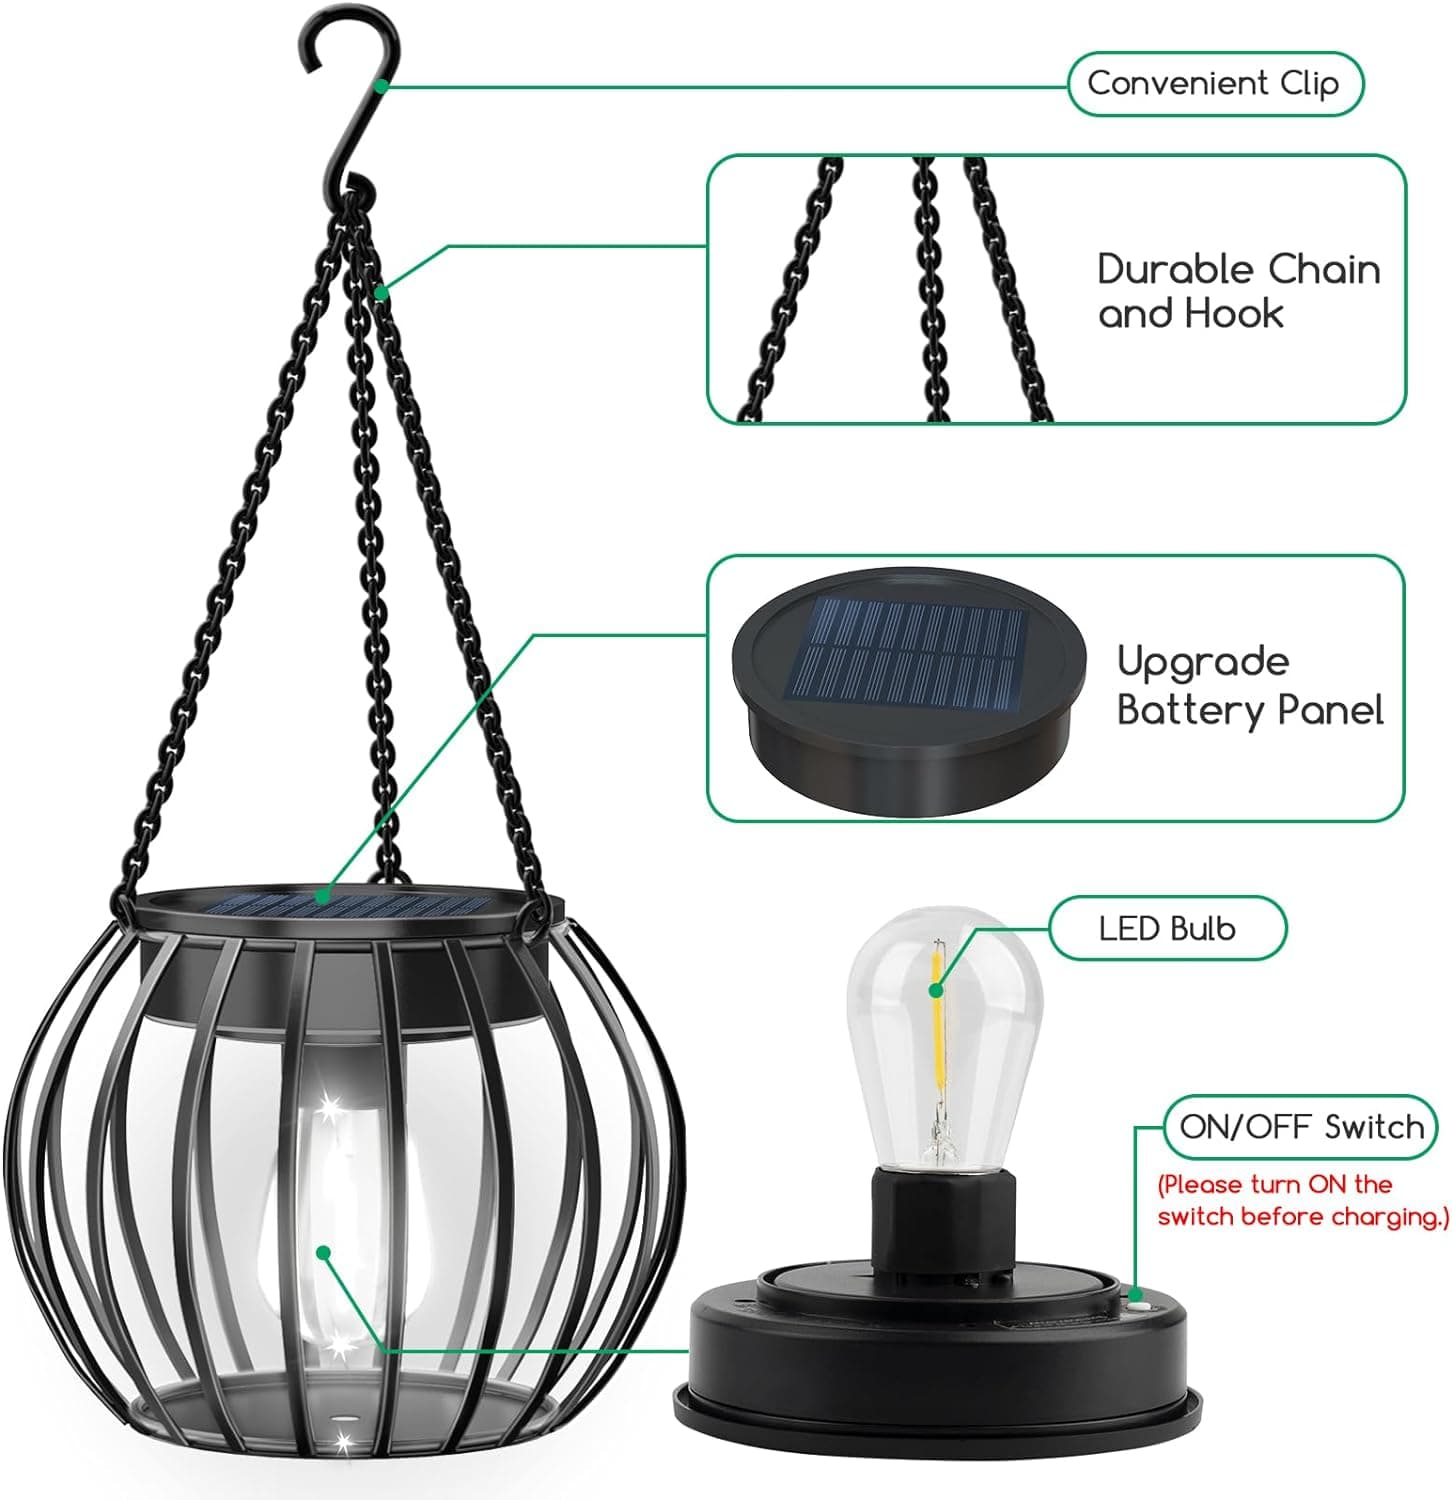 Convenient Clip
Durable Chain
and Hook
Upgrade
Battery Panel
LED Bulb
ON/OFF Switch
(Please turn ON the
switch before charging.)